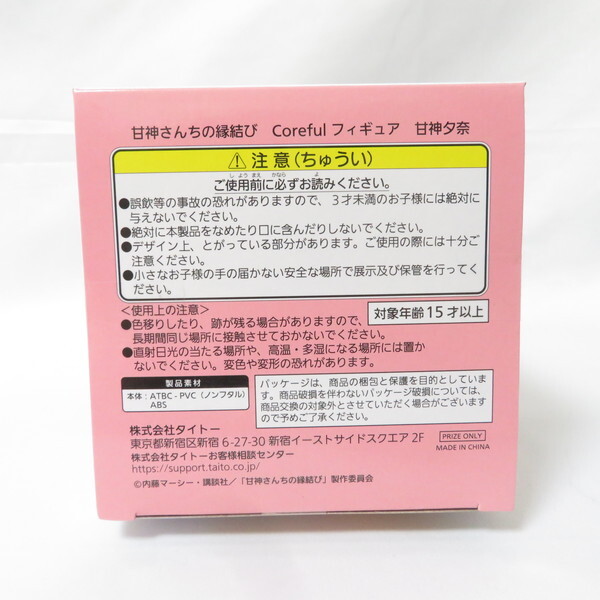 甘神さんちの縁結び Coreful フィギュア 甘神夕奈
⚠注意(ちゅうい)
ご使用前に必ずお読みください。
●誤飲等の事故の恐れがありますので、3才未満のお子様には絶対に
与えないでください。
●絶対に本製品をなめたり口に含んだりしないでください。
●デザイン上、とがっている部分があります。ご使用の際には十分ご
注意ください。
●小さなお子様の手の届かない安全な場所で展示及び保管を行ってく
ださい。
＜使用上の注意＞
●色移りしたり、跡が残る場合がありますので、
長期間同じ場所に接触させておかないでください。
対象年齢15才以上
●直射日光の当たる場所や、高温・多湿になる場所には置か
ないでください。変色や変形の恐れがあります。
製品素材
本体：ATBC-PVC（ノンフタル）
ABS
パッケージは、商品の梱包と保護を目的としていま
す。商品破損を伴わないパッケージ破損については、
商品交換の対象外とさせていただく場合がございます
ので予めご了承ください。
株式会社タイトー
東京都新宿区新宿 6-27-30 新宿イーストサイドスクエア 2F
株式会社タイトーお客様相談センター
https://support.taito.co.jp/
PRIZE ONLY
MADE IN CHINA
©内藤マーシー・講談社／「甘神さんちの縁結び」製作委員会